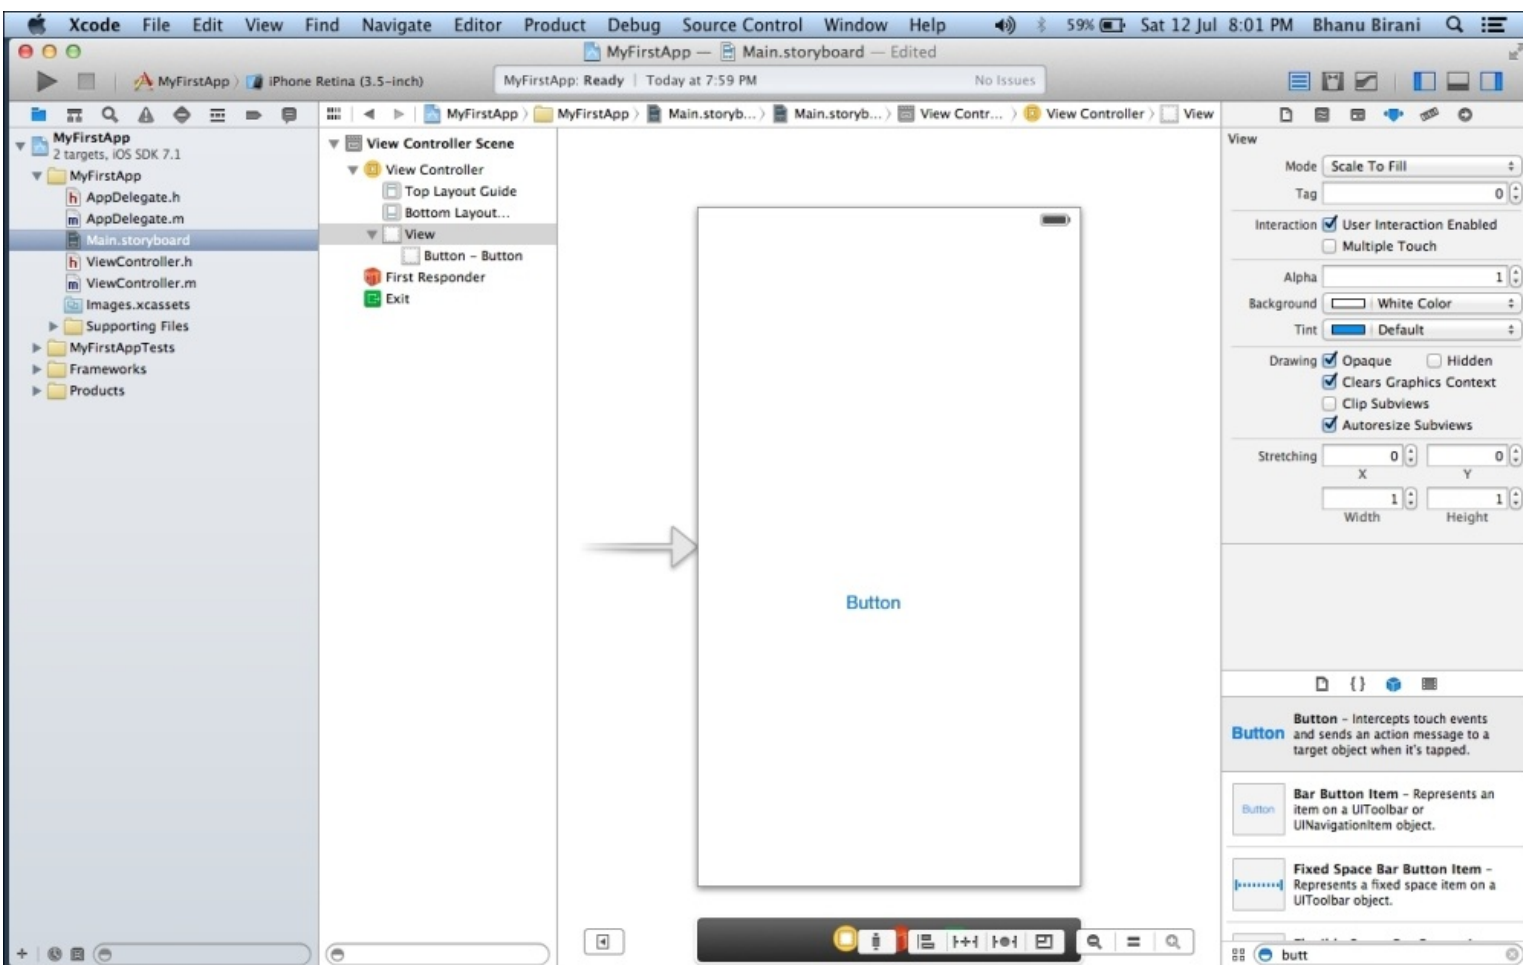 Xcode File Edit View Find Navigate Editor Product Debug Source Control Window Help 59% Sat 12 Jul 8:01 PM Bhanu Birani
MyFirstApp — Main.storyboard — Edited
MyFirstApp iPhone Retina (3.5-inch)
MyFirstApp: Ready | Today at 7:59 PM No Issues
MyFirstApp MyFirstApp Main.storyb... Main.storyb... View Contr... View Controller View
MyFirstApp
2 targets, iOS SDK 7.1
MyFirstApp
AppDelegate.h
AppDelegate.m
Main.storyboard
ViewController.h
ViewController.m
Images.xcassets
Supporting Files
MyFirstAppTests
Frameworks
Products
View Controller Scene
View Controller
Top Layout Guide
Bottom Layout...
View
Button – Button
First Responder
Exit
Button
View
Mode Scale To Fill
Tag 0
Interaction User Interaction Enabled
Multiple Touch
Alpha 1
Background White Color
Tint Default
Drawing Opaque Hidden
Clears Graphics Context
Clip Subviews
Autoresize Subviews
Stretching 0 0
X Y
1 1
Width Height
Button
Button – Intercepts touch events
and sends an action message to a
target object when it's tapped.
Button
Bar Button Item – Represents an
item on a UIToolbar or
UINavigationItem object.
Fixed Space Bar Button Item –
Represents a fixed space item on a
UIToolbar object.
butt